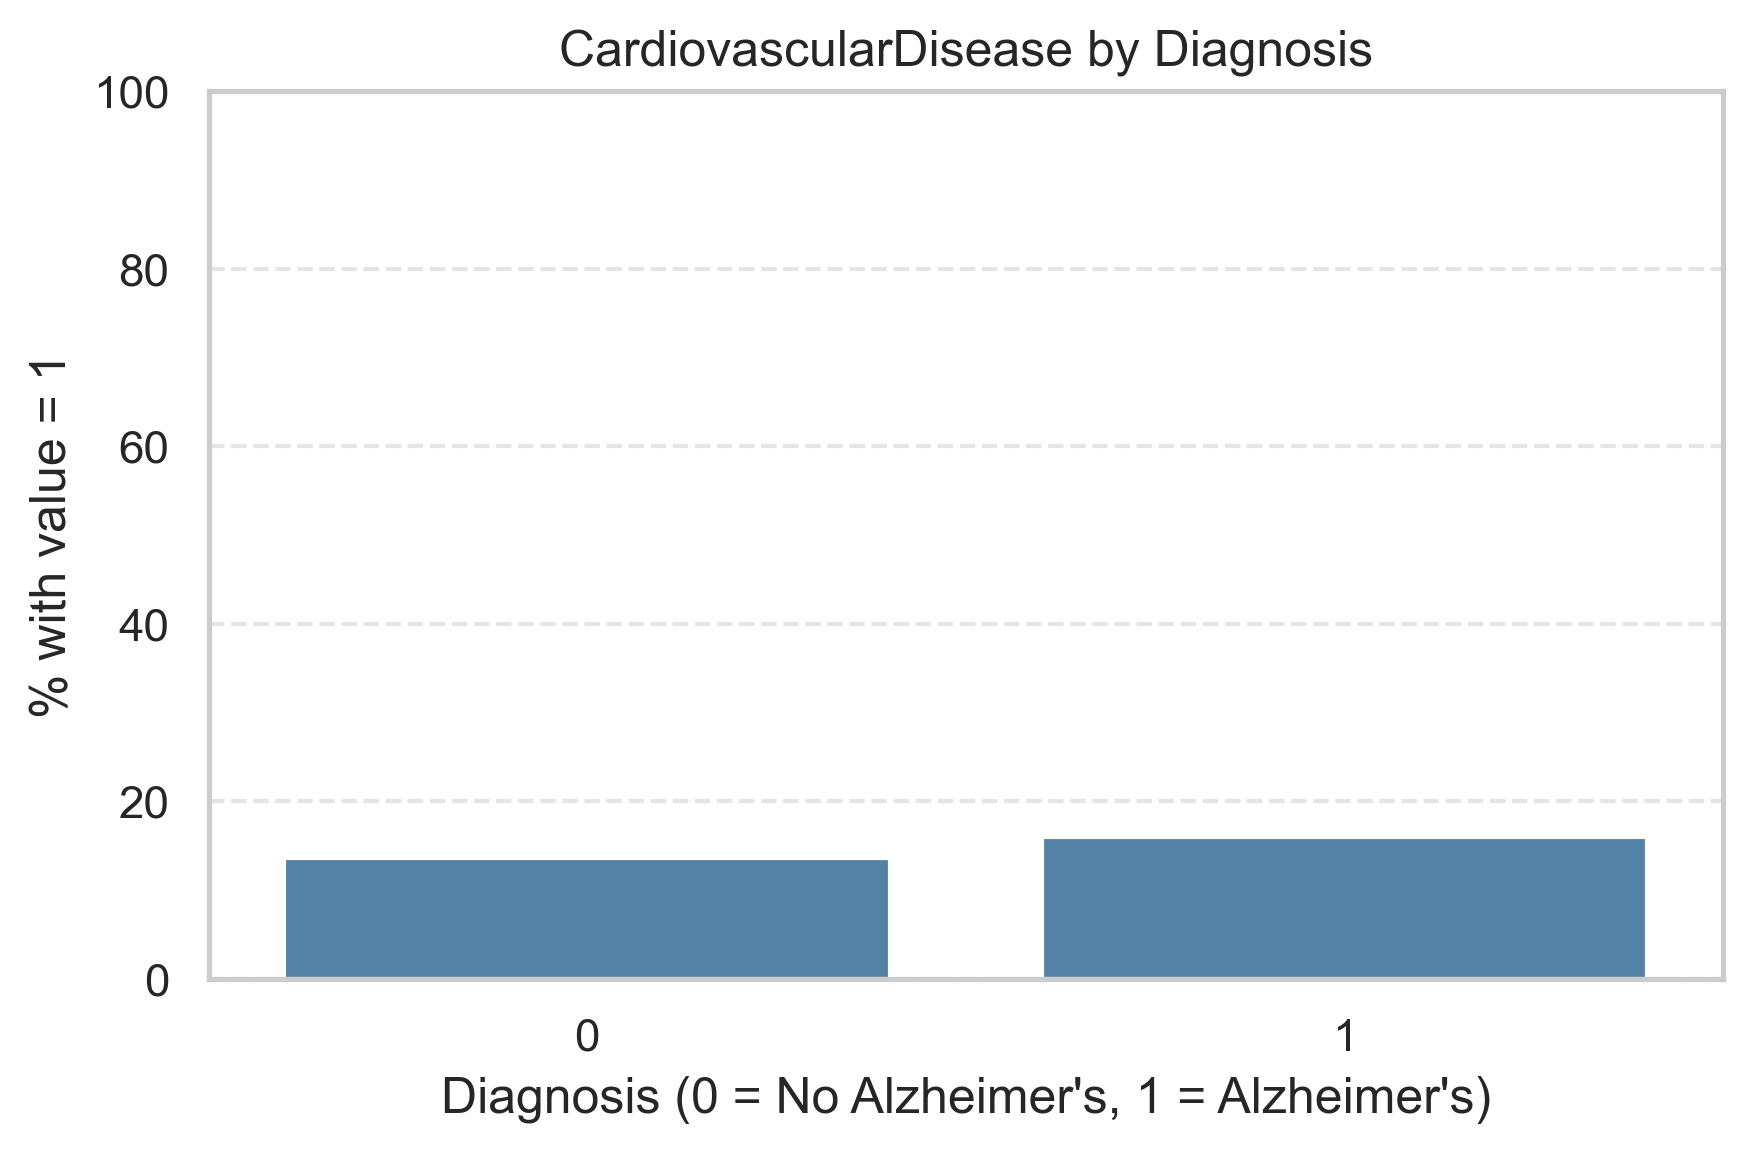 CardiovascularDisease by Diagnosis
100
80
60
40
20
0
% with value = 1
0
1
Diagnosis (0 = No Alzheimer's, 1 = Alzheimer's)